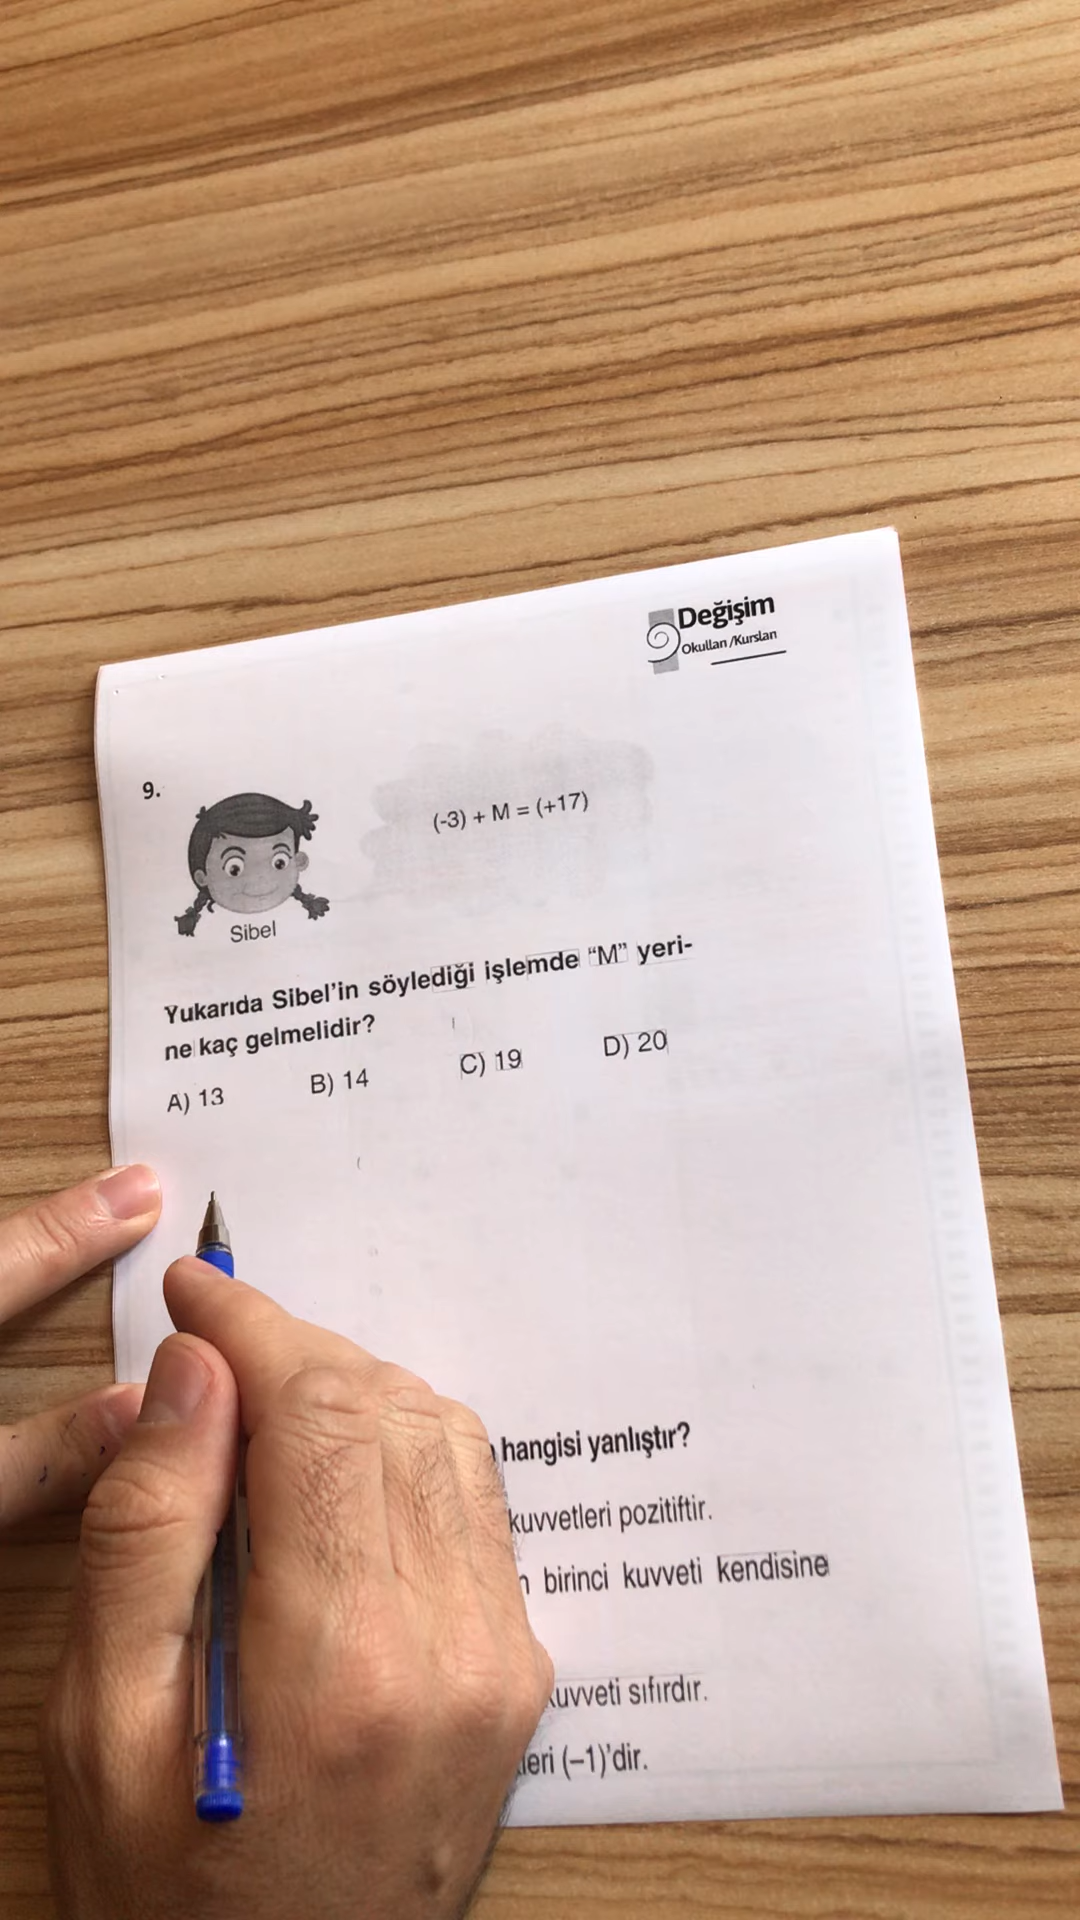 Değişim
Okulları/Kursları
9.
(-3) + M = (+17)
Sibel
Yukarıda Sibel'in söylediği işlemde “M” yeri-
ne kaç gelmelidir?
A) 13 B) 14 C) 19 D) 20
hangisi yanlıştır?
kuvvetleri pozitiftir.
birinci kuvveti kendisine
kuvveti sıfırdır.
(–1)'dir.